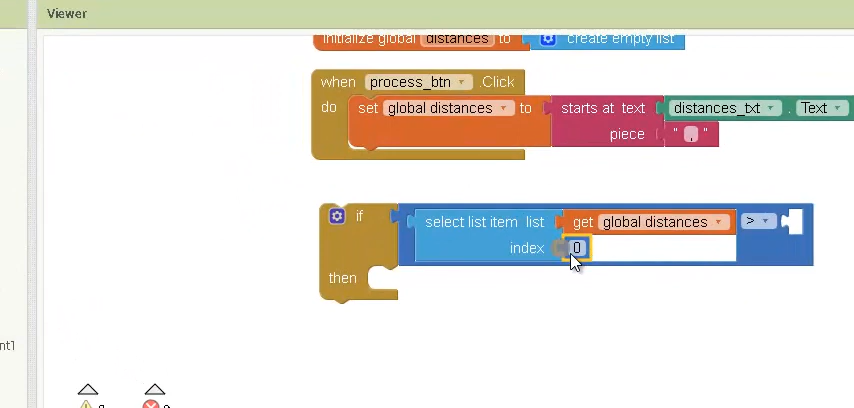 Viewer
initialize global distances to create empty list
when process_btn .Click
do set global distances to starts at text distances_txt . Text
piece " , "
if select list item list get global distances >
index 0
then
nt1